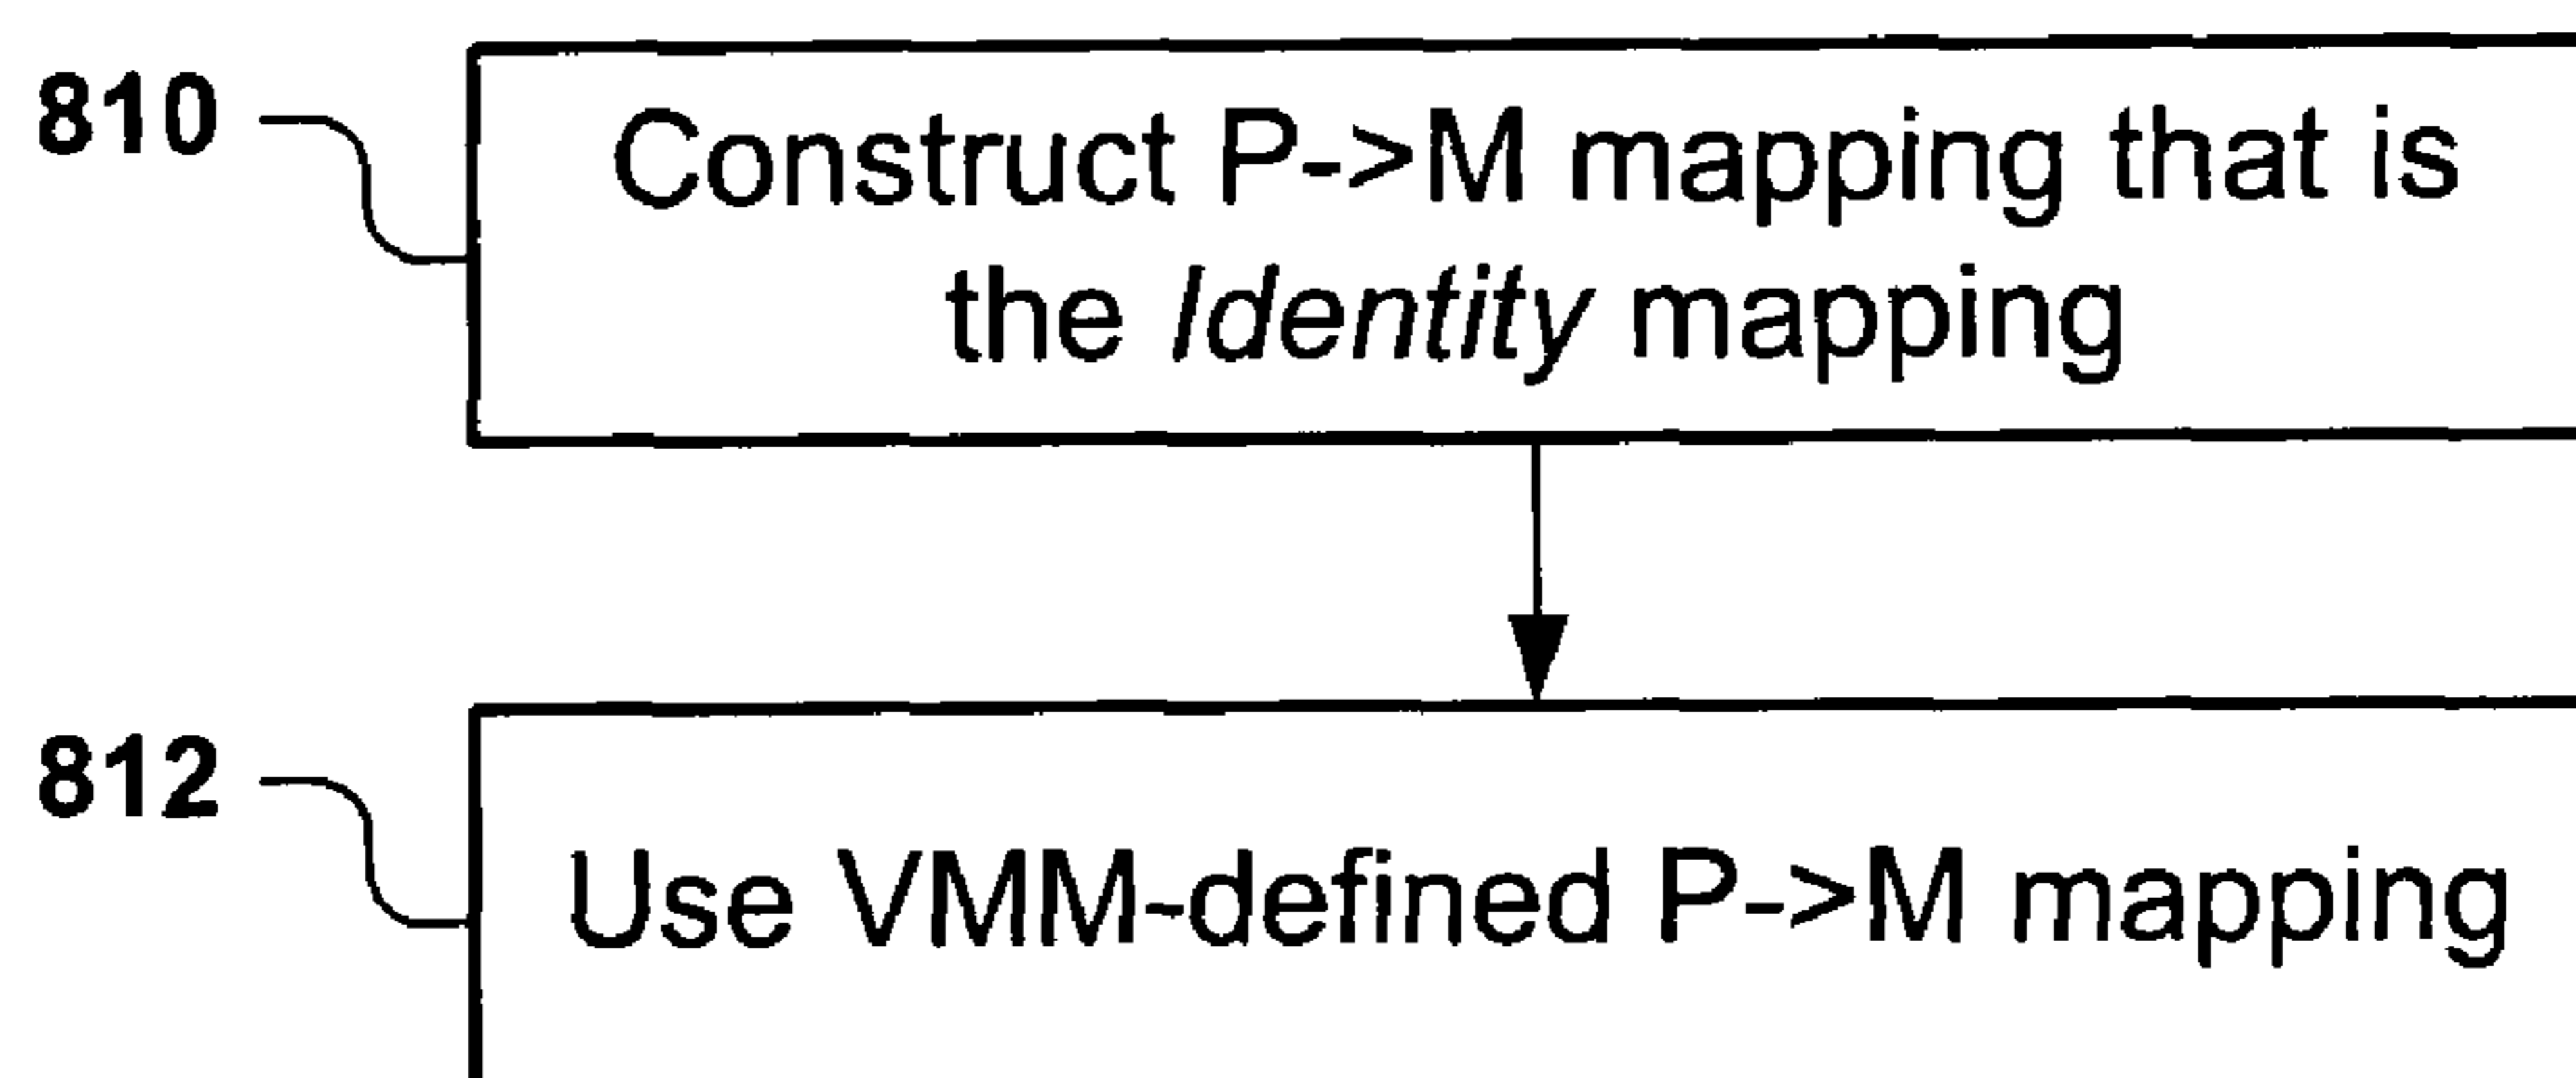 810
Construct P->M mapping that is
the Identity mapping
812
Use VMM-defined P->M mapping